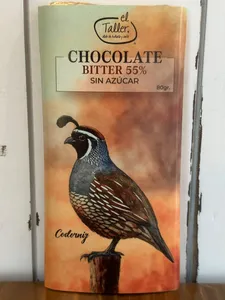 el
Taller.
CHOCOLATE
BITTER 55%
SIN AZÚCAR
80gr.
Codorniz